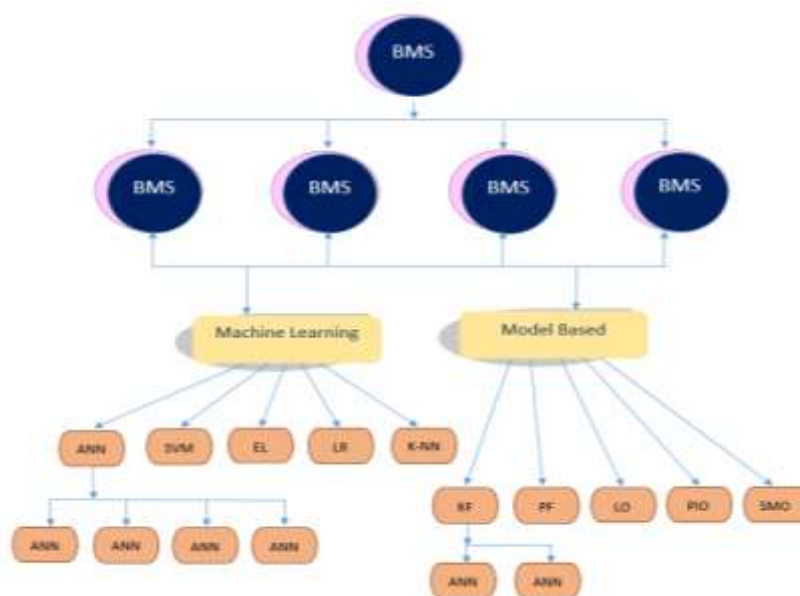 BMS
BMS BMS BMS BMS
Machine Learning Model Based
ANN SVM EL LR K-NN
KF PF LO PIO SMO
ANN ANN ANN ANN
ANN ANN